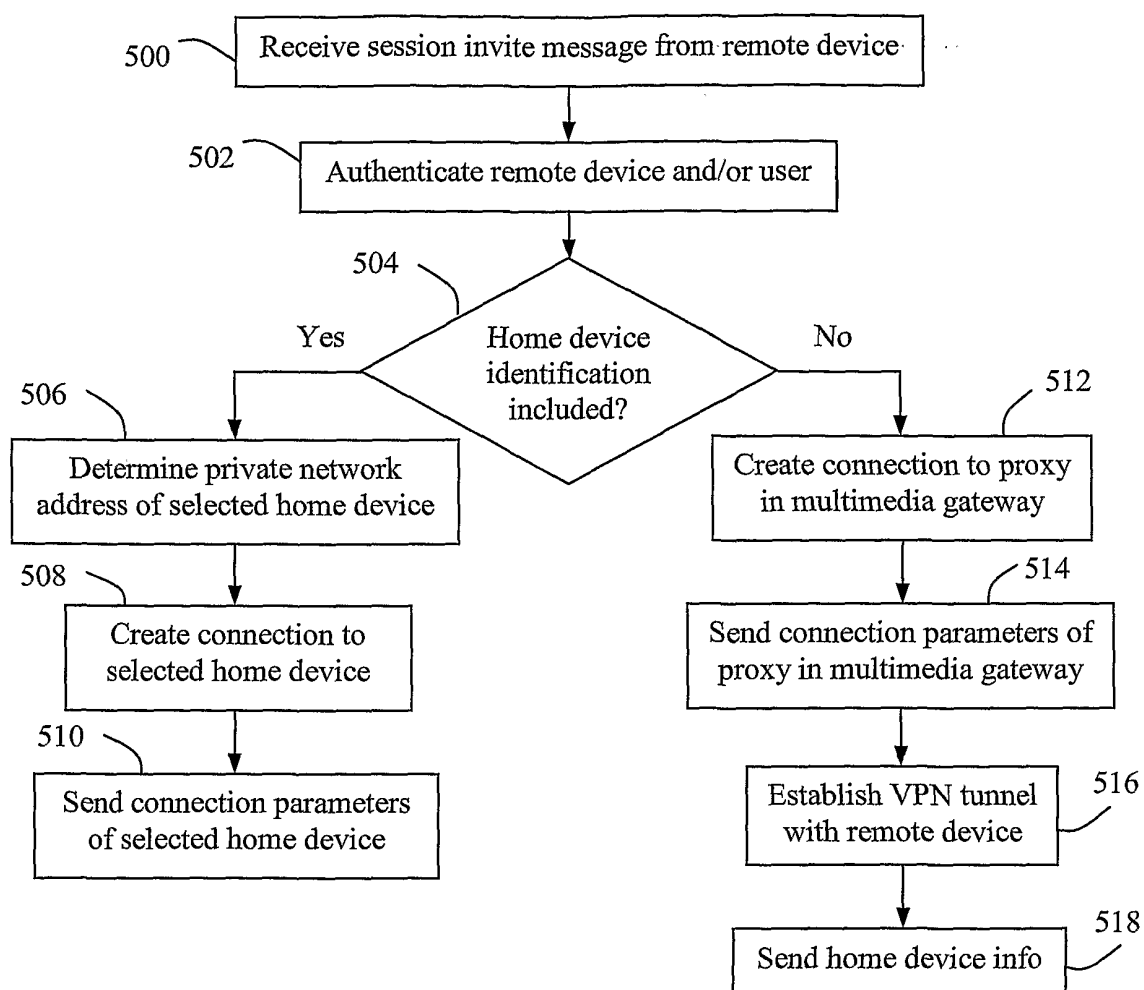 500
Receive session invite message from remote device
502
Authenticate remote device and/or user
504
Yes
Home device
identification
included?
No
506
Determine private network
address of selected home device
508
Create connection to
selected home device
510
Send connection parameters
of selected home device
512
Create connection to proxy
in multimedia gateway
514
Send connection parameters of
proxy in multimedia gateway
Establish VPN tunnel
with remote device
516
Send home device info
518